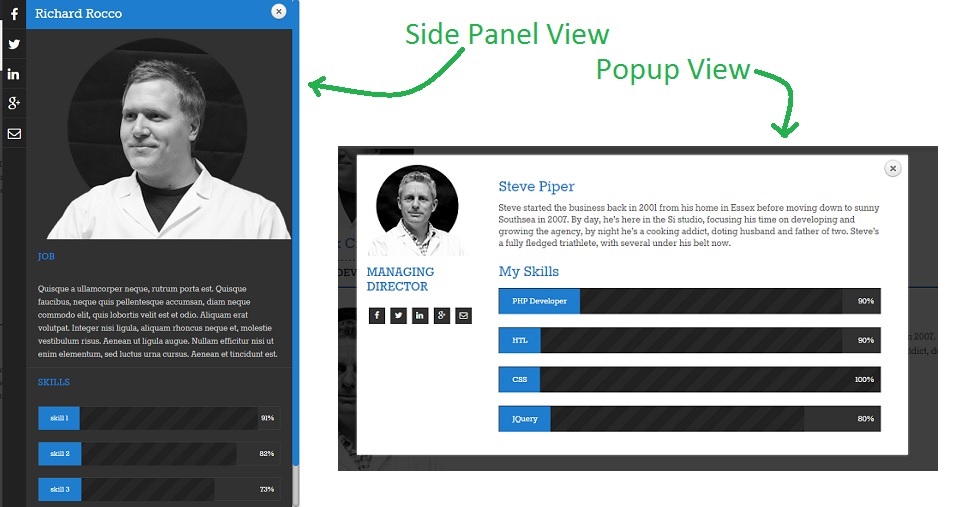 Richard Rocco
Side Panel View
Popup View
JOB
Quisque a ullamcorper neque, rutrum porta est. Quisque
faucibus, neque quis pellentesque accumsan, diam neque
commodo elit, quis lobortis velit est et odio. Aliquam erat
volutpat. Integer nisi ligula, aliquam rhoncus neque et, molestie
vestibulum risus. Aenean ut ligula augue. Nullam efficitur nisi ut
enim elementum, sed luctus urna cursus. Aenean et tincidunt est.
SKILLS
skill 1 91%
skill 2 82%
skill 3 73%
Steve Piper
Steve started the business back in 2001 from his home in Essex before moving down to sunny
Southsea in 2007. By day, he's here in the Si studio, focusing his time on developing and
growing the agency, by night he's a cooking addict, doting husband and father of two. Steve's
a fully fledged triathlete, with several under his belt now.
MANAGING
DIRECTOR
My Skills
PHP Developer 90%
HTL 90%
CSS 100%
JQuery 80%
DEV
2007.
dict, d